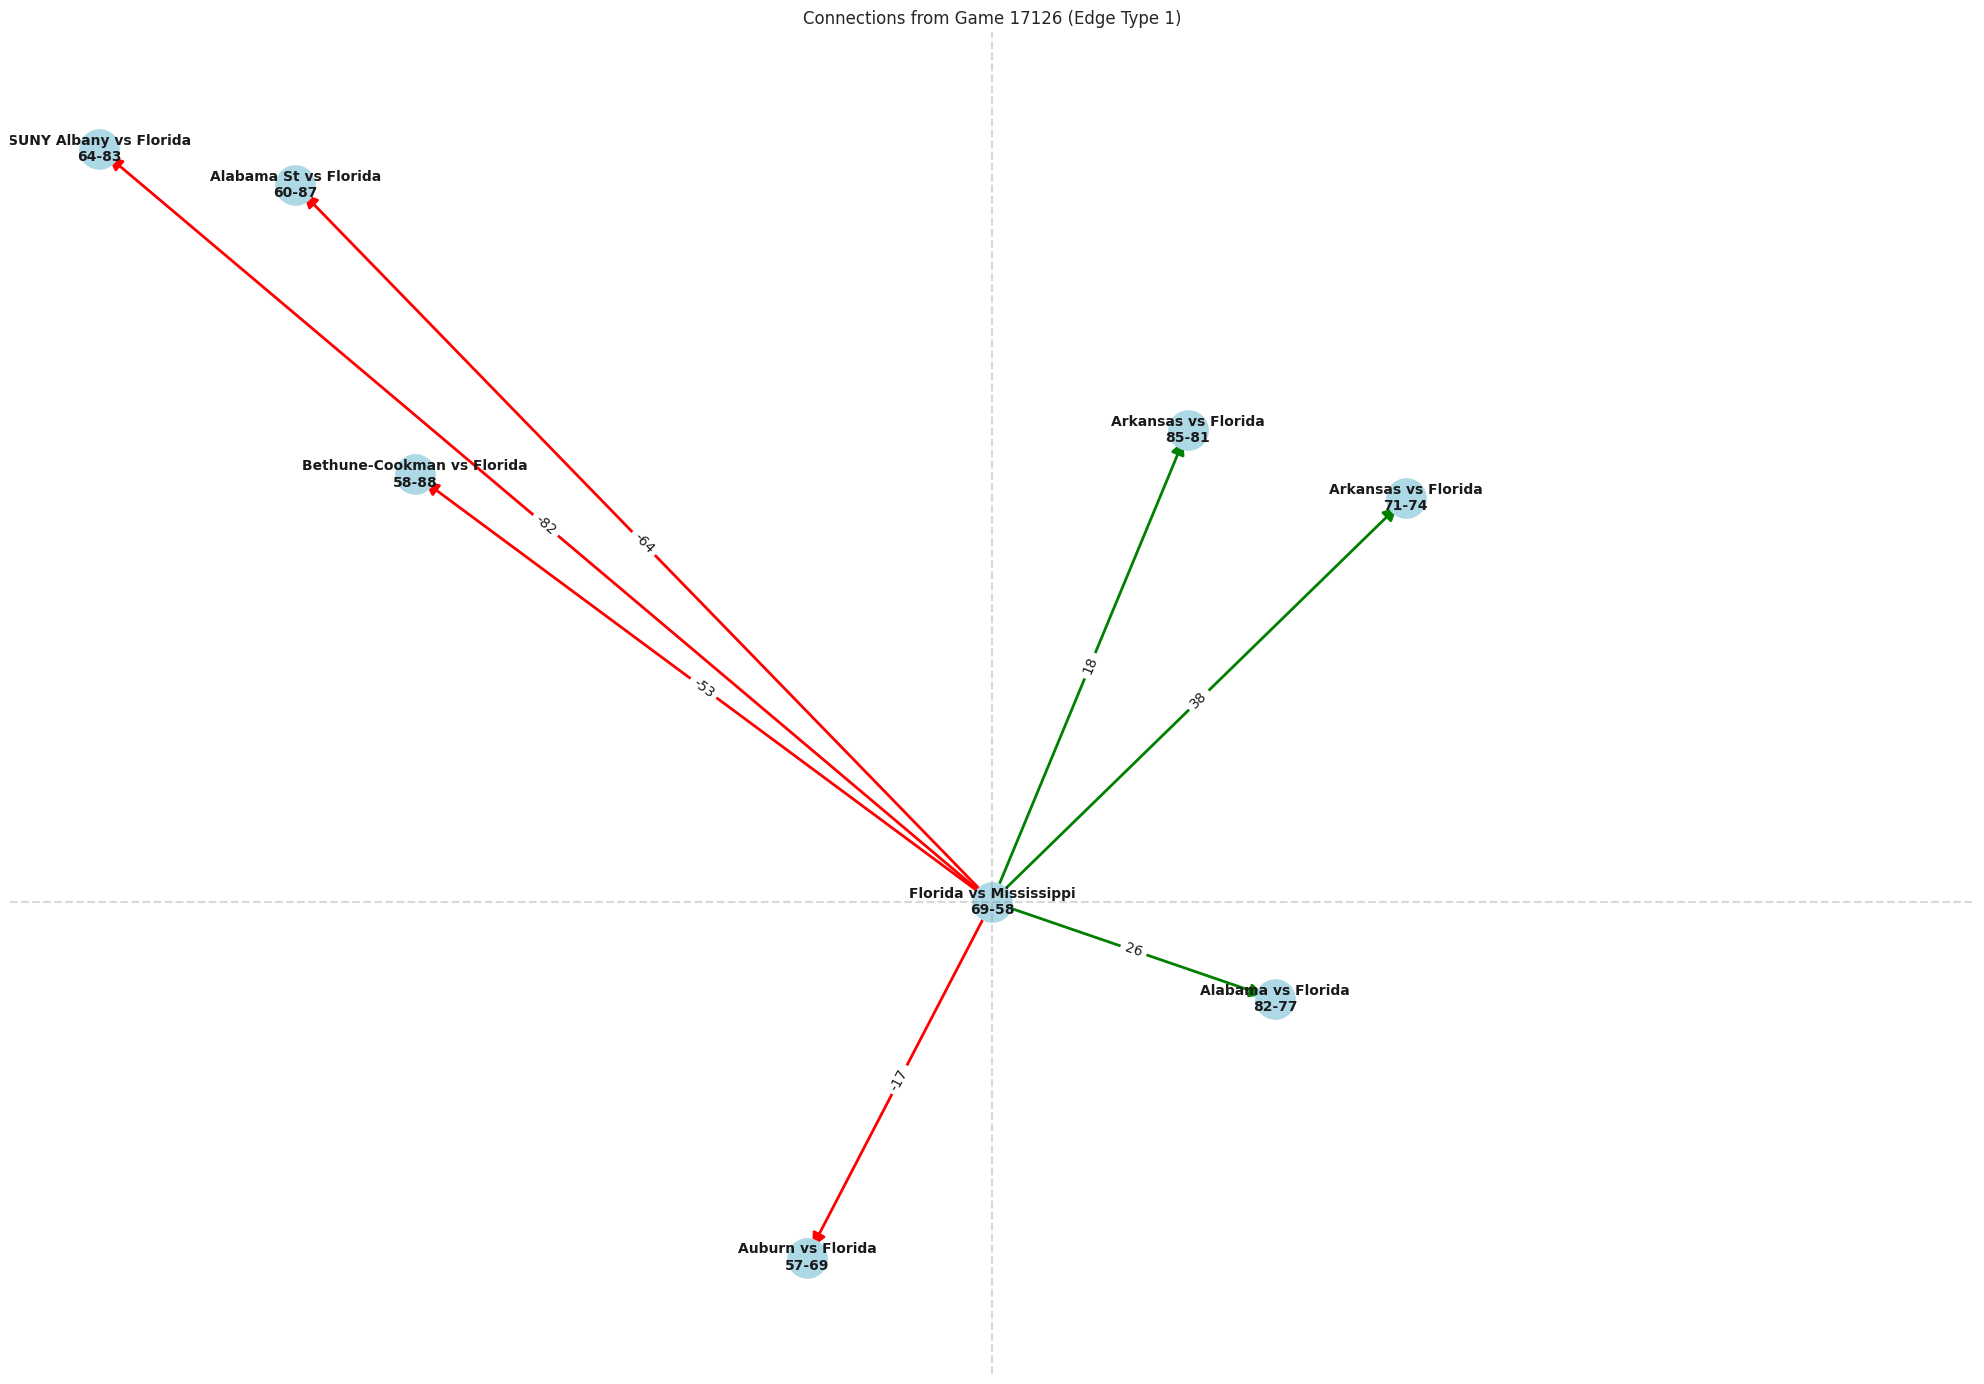 Connections from Game 17126 (Edge Type 1)
SUNY Albany vs Florida
64-83
Alabama St vs Florida
60-87
Arkansas vs Florida
85-81
Bethune-Cookman vs Florida
58-88
Arkansas vs Florida
71-74
-82
-64
18
-53
38
Florida vs Mississippi
69-58
26
Alabama vs Florida
82-77
-17
Auburn vs Florida
57-69